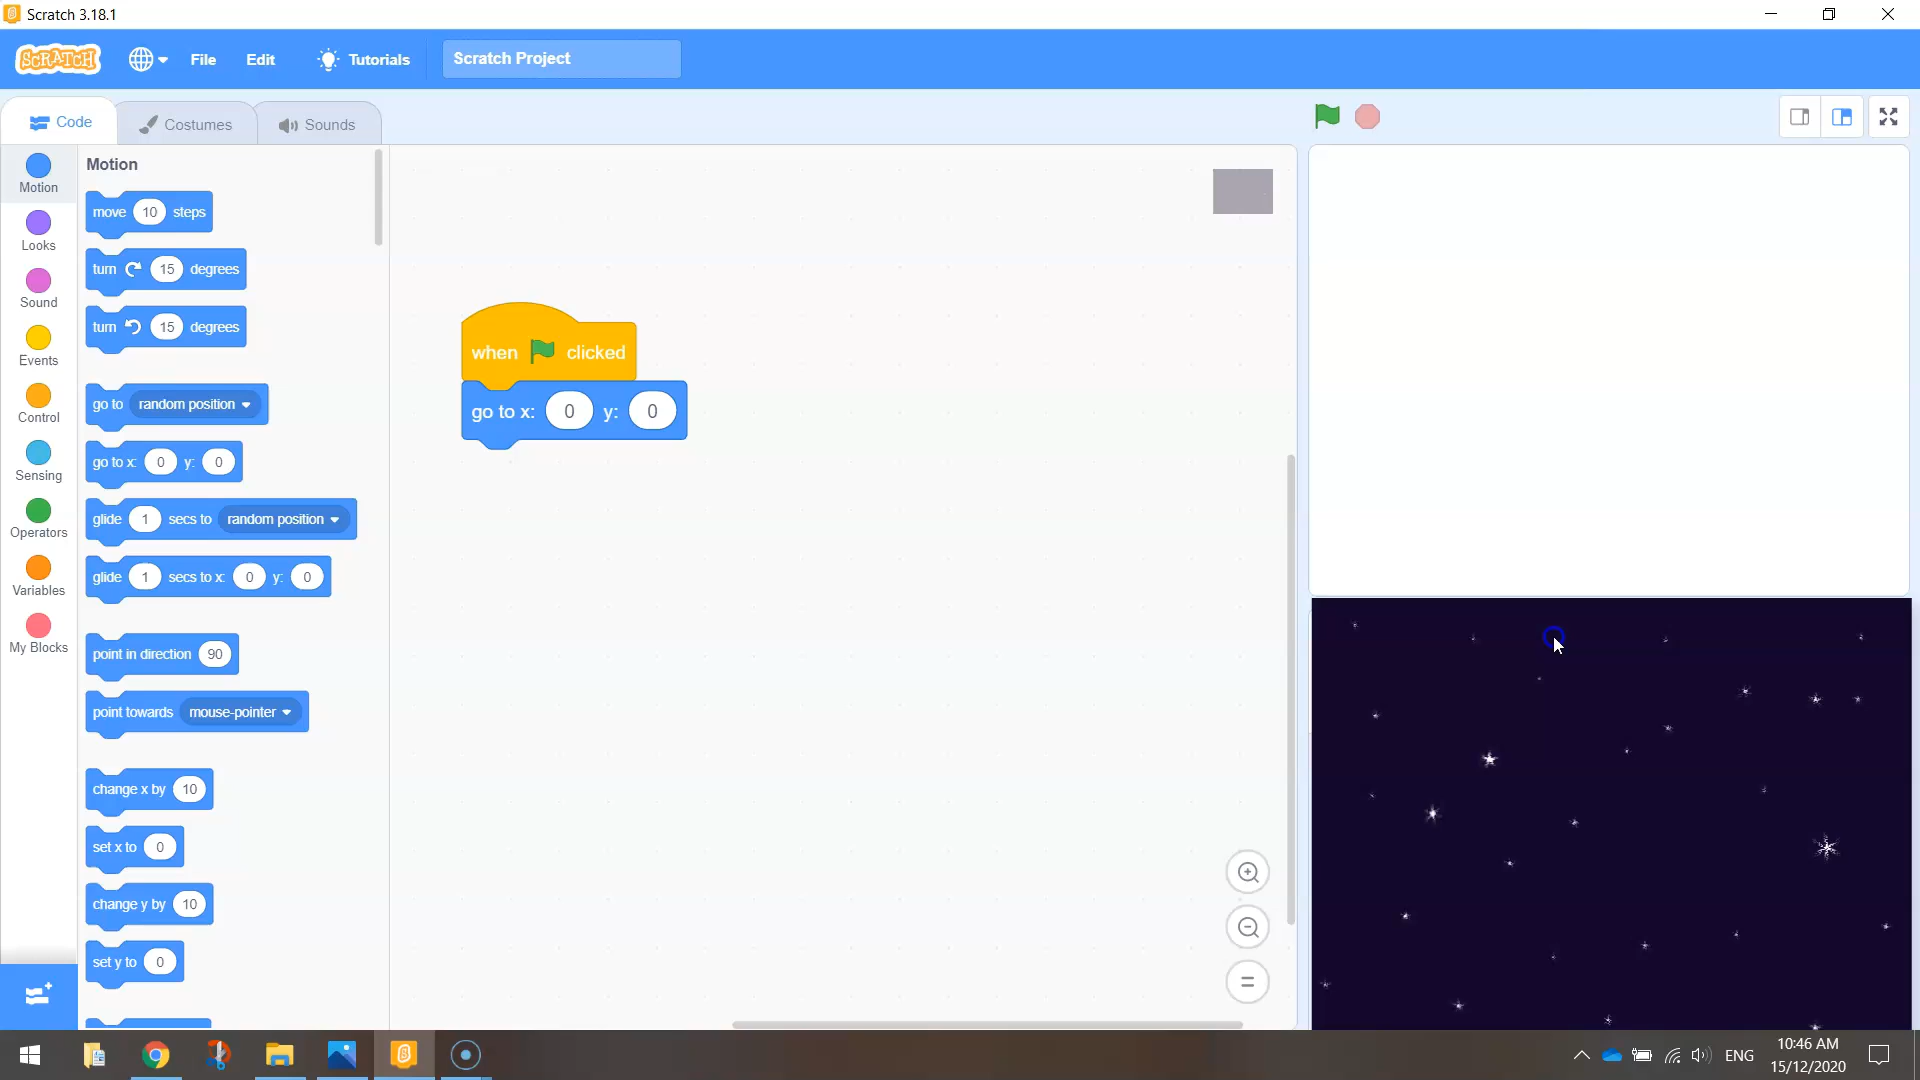 Scratch 3.18.1
SCRATCH
File
Edit
Tutorials
Scratch Project
Code
Costumes
Sounds
Motion
Looks
Sound
Events
Control
Sensing
Operators
Variables
My Blocks
Motion
move 10 steps
turn 15 degrees
turn 15 degrees
go to random position
go to x: 0 y: 0
glide 1 secs to random position
glide 1 secs to x: 0 y: 0
point in direction 90
point towards mouse-pointer
change x by 10
set x to 0
change y by 10
set y to 0
when clicked
go to x: 0 y: 0
ENG
10:46 AM
15/12/2020